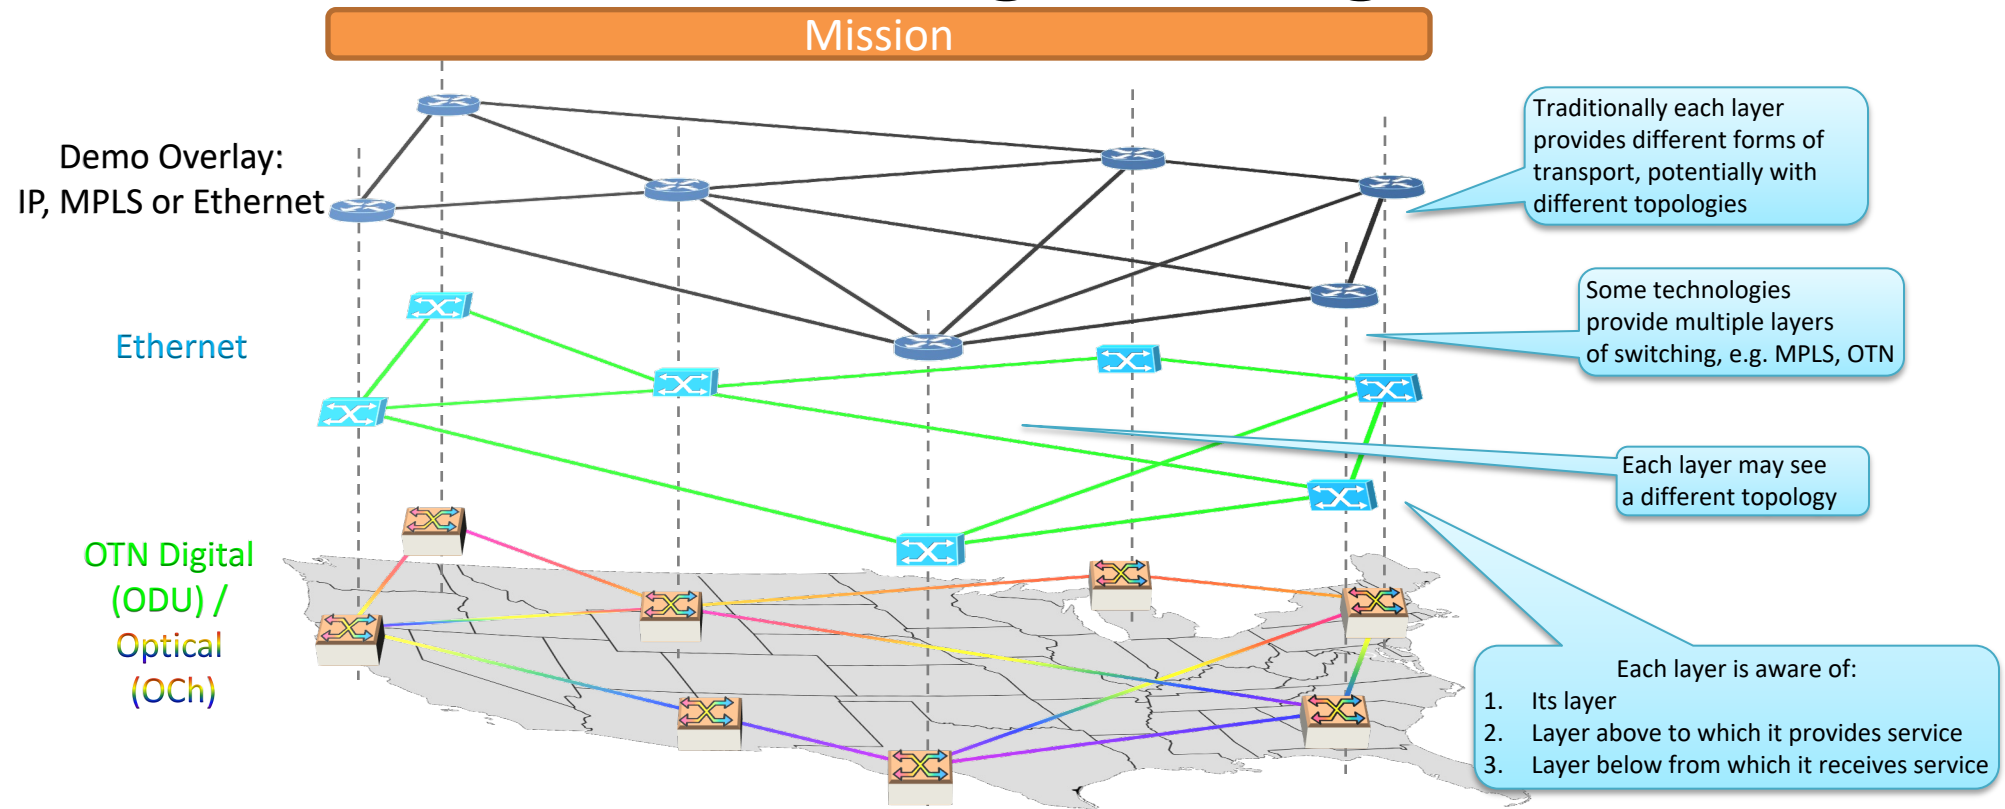 Mission
Demo Overlay:
IP, MPLS or Ethernet
Traditionally each layer
provides different forms of
transport, potentially with
different topologies
Some technologies
provide multiple layers
of switching, e.g. MPLS, OTN
Ethernet
Each layer may see
a different topology
OTN Digital
(ODU) /
Optical
(OCh)
Each layer is aware of:
1. Its layer
2. Layer above to which it provides service
3. Layer below from which it receives service